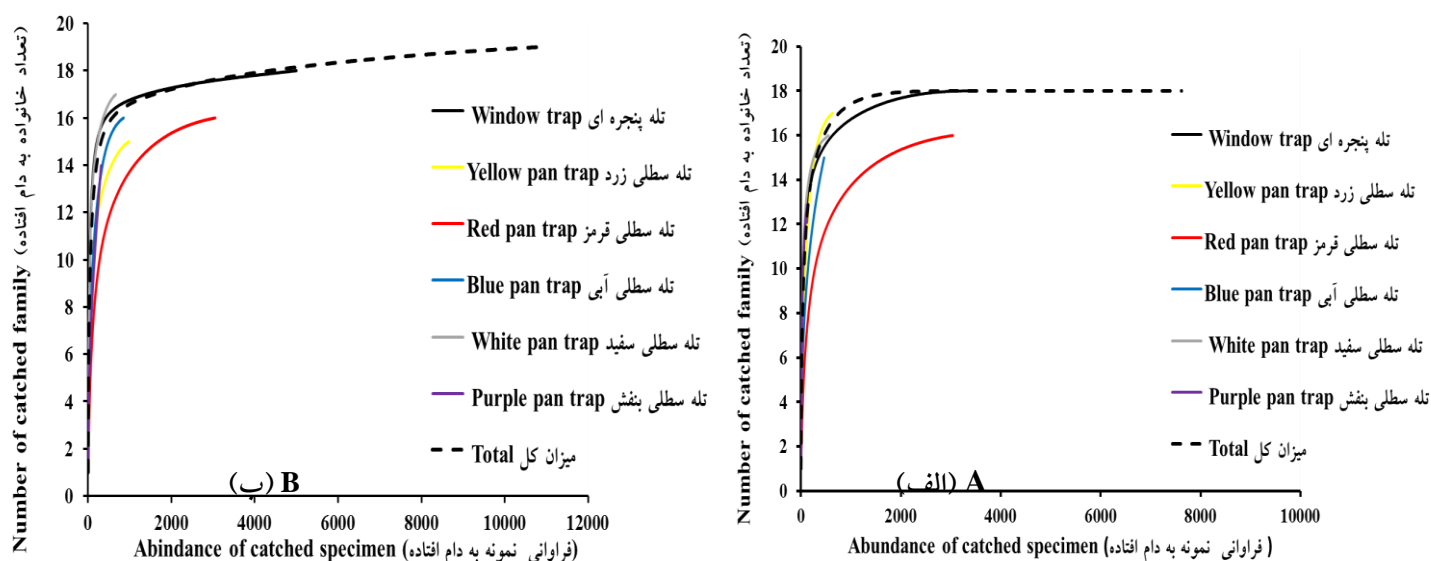 Number of catched family (تعداد خانواده به دام افتاده)
20
18
16
14
12
10
8
6
4
2
0
Window trap تله پنجره ای
Yellow pan trap تله سطلی زرد
Red pan trap تله سطلی قرمز
Blue pan trap تله سطلی آبی
White pan trap تله سطلی سفید
Purple pan trap تله سطلی بنفش
Total میزان کل
B (ب)
0 2000 4000 6000 8000 10000 12000
Abindance of catched specimen (فراوانی نمونه به دام افتاده)
Number of catched family (تعداد خانواده به دام افتاده)
20
18
16
14
12
10
8
6
4
2
0
Window trap تله پنجره ای
Yellow pan trap تله سطلی زرد
Red pan trap تله سطلی قرمز
Blue pan trap تله سطلی آبی
White pan trap تله سطلی سفید
Purple pan trap تله سطلی بنفش
Total میزان کل
A (الف)
0 2000 4000 6000 8000 10000
Abundance of catched specimen (فراوانی نمونه به دام افتاده )